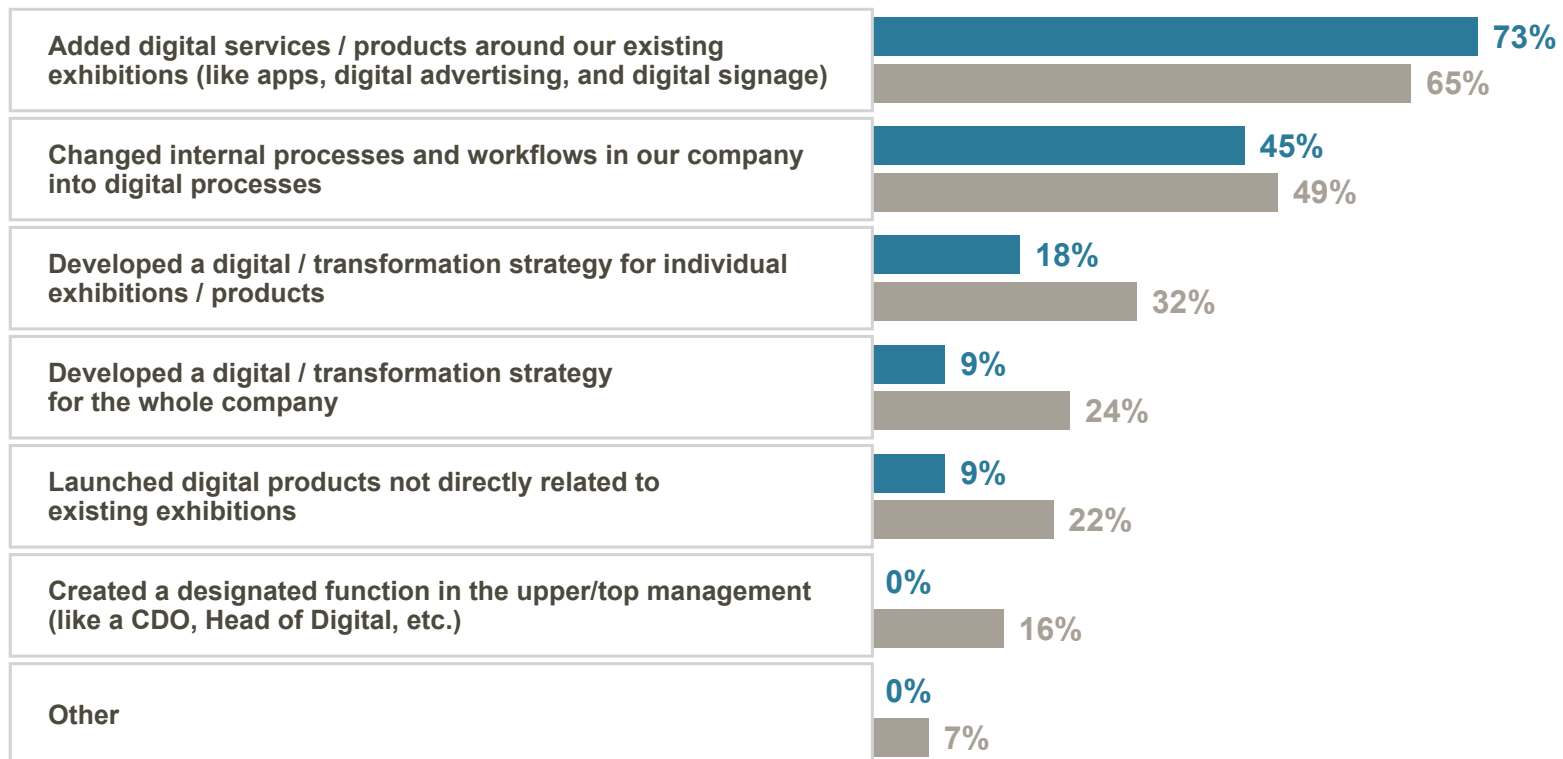 Added digital services / products around our existing
exhibitions (like apps, digital advertising, and digital signage)
73%
65%
Changed internal processes and workflows in our company
into digital processes
45%
49%
Developed a digital / transformation strategy for individual
exhibitions / products
18%
32%
Developed a digital / transformation strategy
for the whole company
9%
24%
Launched digital products not directly related to
existing exhibitions
9%
22%
Created a designated function in the upper/top management
(like a CDO, Head of Digital, etc.)
0%
16%
Other
0%
7%